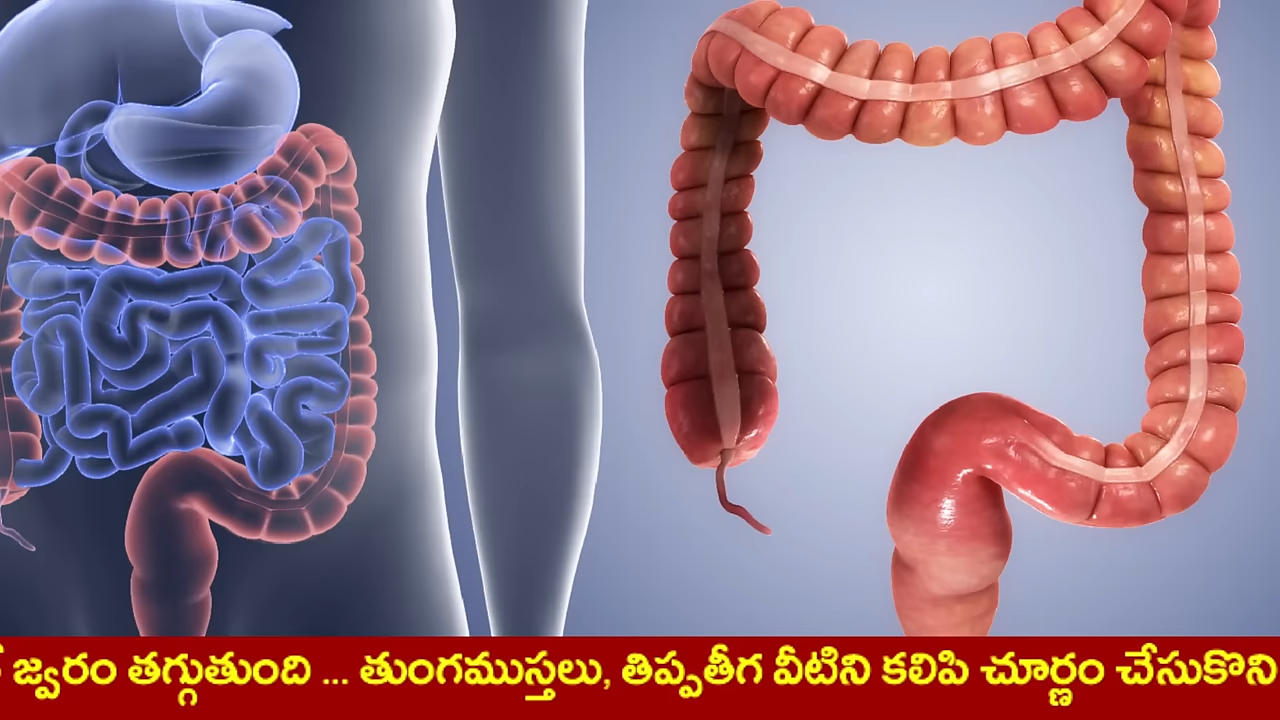 జ్వరం తగ్గుతుంది ... తుంగముస్తలు, తిప్పతీగ వీటిని కలిపి చూర్ణం చేసుకొని